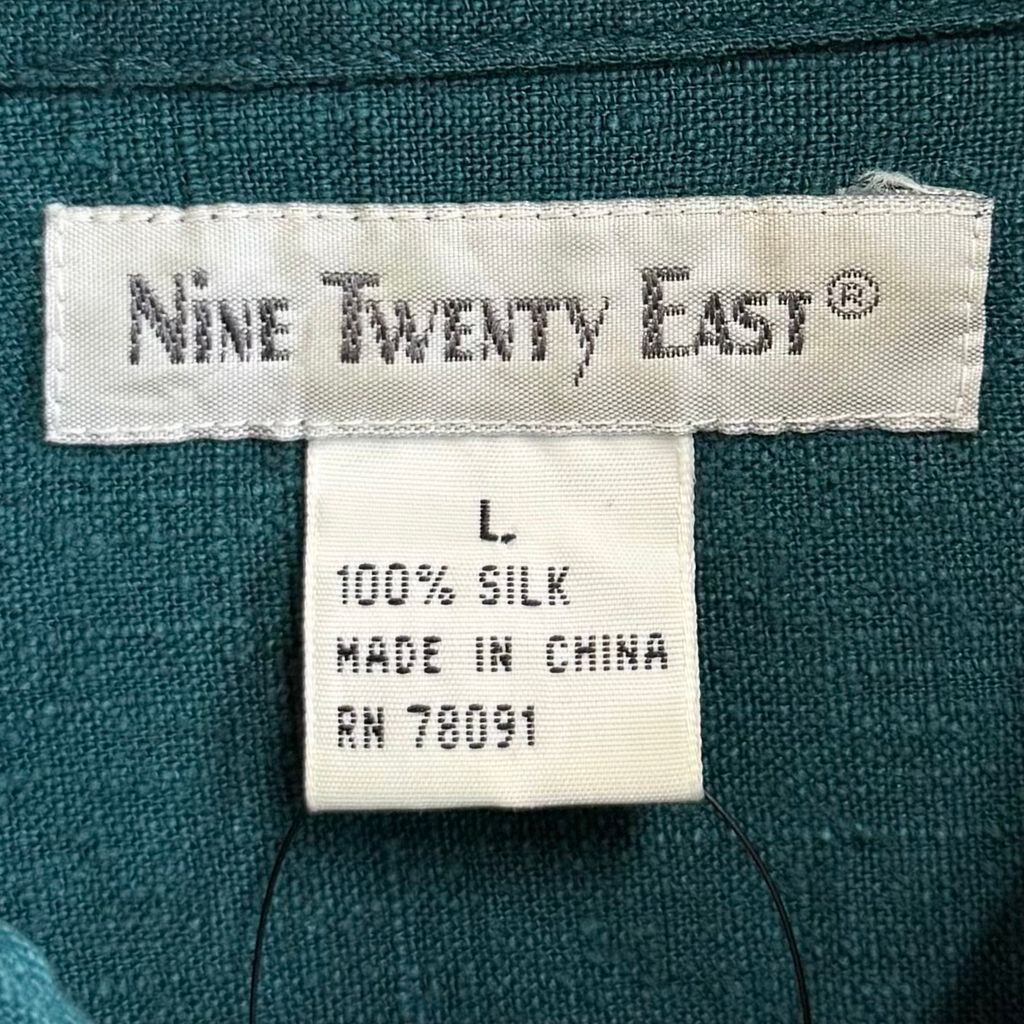 NiNE TWENTY EAST®
L.
100% SILK
MADE IN CHINA
RN 78091